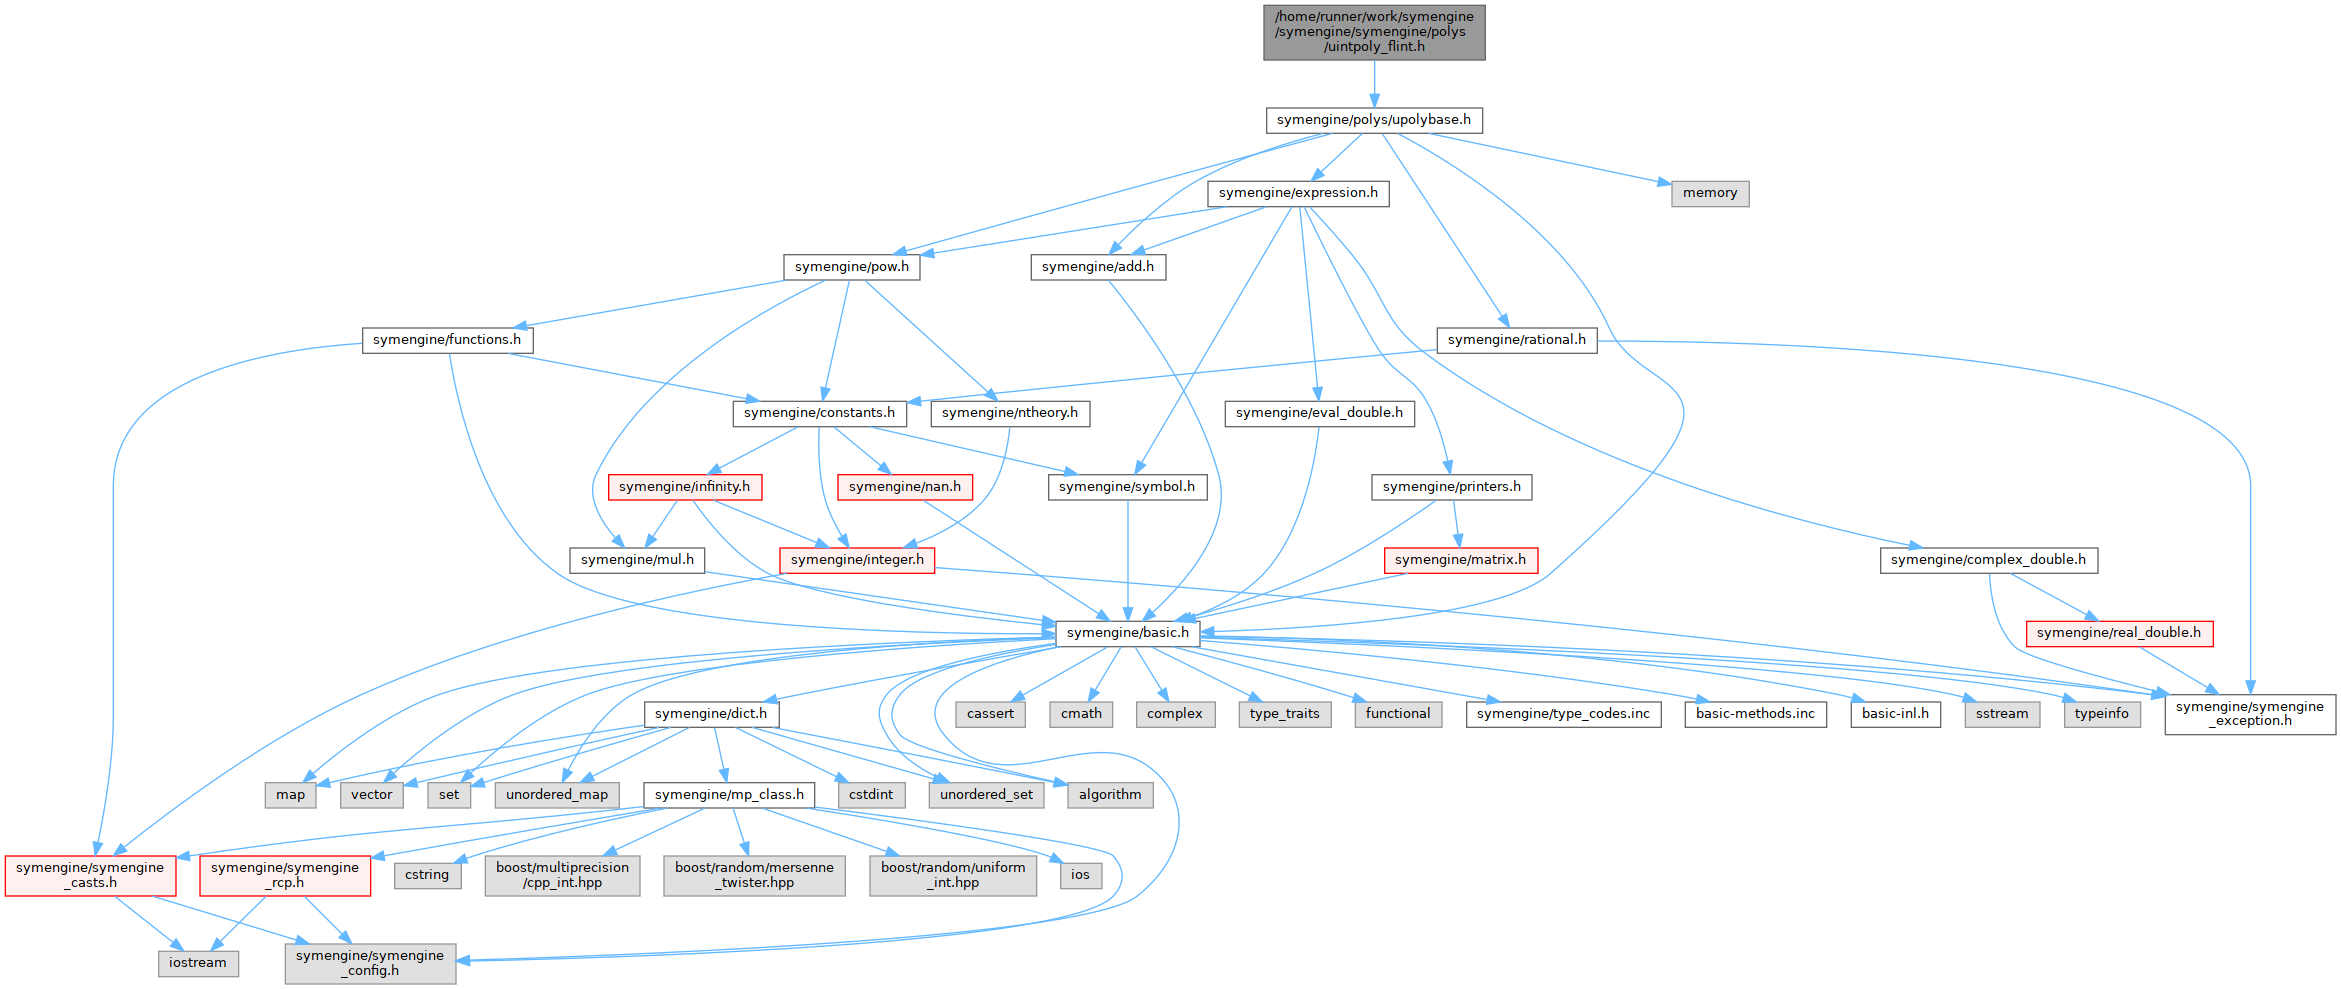 /home/runner/work/symengine
/symengine/symengine/polys
/uintpoly_flint.h
symengine/polys/upolybase.h
symengine/expression.h
memory
symengine/pow.h
symengine/add.h
symengine/functions.h
symengine/rational.h
symengine/constants.h
symengine/ntheory.h
symengine/eval_double.h
symengine/infinity.h
symengine/nan.h
symengine/symbol.h
symengine/printers.h
symengine/mul.h
symengine/integer.h
symengine/matrix.h
symengine/complex_double.h
symengine/basic.h
symengine/real_double.h
symengine/dict.h
cassert
cmath
complex
type_traits
functional
symengine/type_codes.inc
basic-methods.inc
basic-inl.h
sstream
typeinfo
symengine/symengine
_exception.h
map
vector
set
unordered_map
symengine/mp_class.h
cstdint
unordered_set
algorithm
symengine/symengine
_casts.h
symengine/symengine
_rcp.h
cstring
boost/multiprecision
/cpp_int.hpp
boost/random/mersenne
_twister.hpp
boost/random/uniform
_int.hpp
ios
iostream
symengine/symengine
_config.h